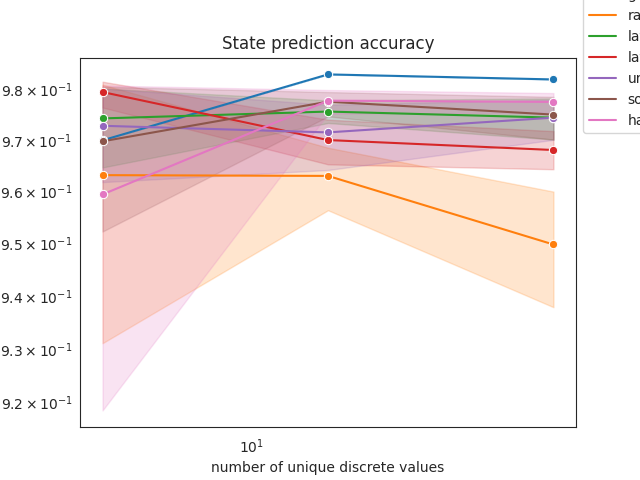 State prediction accuracy
ra
la
la
un
so
ha
9.8 × 10⁻¹
9.7 × 10⁻¹
9.6 × 10⁻¹
9.5 × 10⁻¹
9.4 × 10⁻¹
9.3 × 10⁻¹
9.2 × 10⁻¹
10¹
number of unique discrete values